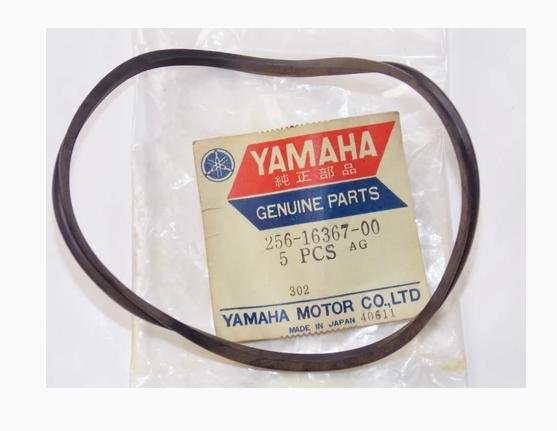 YAMAHA
純正部品
GENUINE PARTS
256-16367-00
5 PCS AG
302
YAMAHA MOTOR CO.,LTD
MADE IN JAPAN 40611